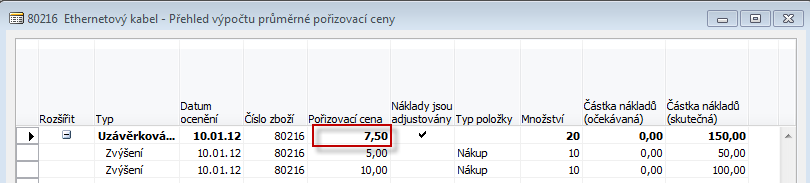 80216 Ethernetový kabel - Přehled výpočtu průměrné pořizovací ceny
Rozšířit Typ Datum ocenění Číslo zboží Pořizovací cena Náklady jsou adjustovány Typ položky Množství Částka nákladů (očekávaná) Částka nákladů (skutečná)
Uzávěrková... 10.01.12 80216 7,50 20 0,00 150,00
Zvýšení 10.01.12 80216 5,00 Nákup 10 0,00 50,00
Zvýšení 10.01.12 80216 10,00 Nákup 10 0,00 100,00